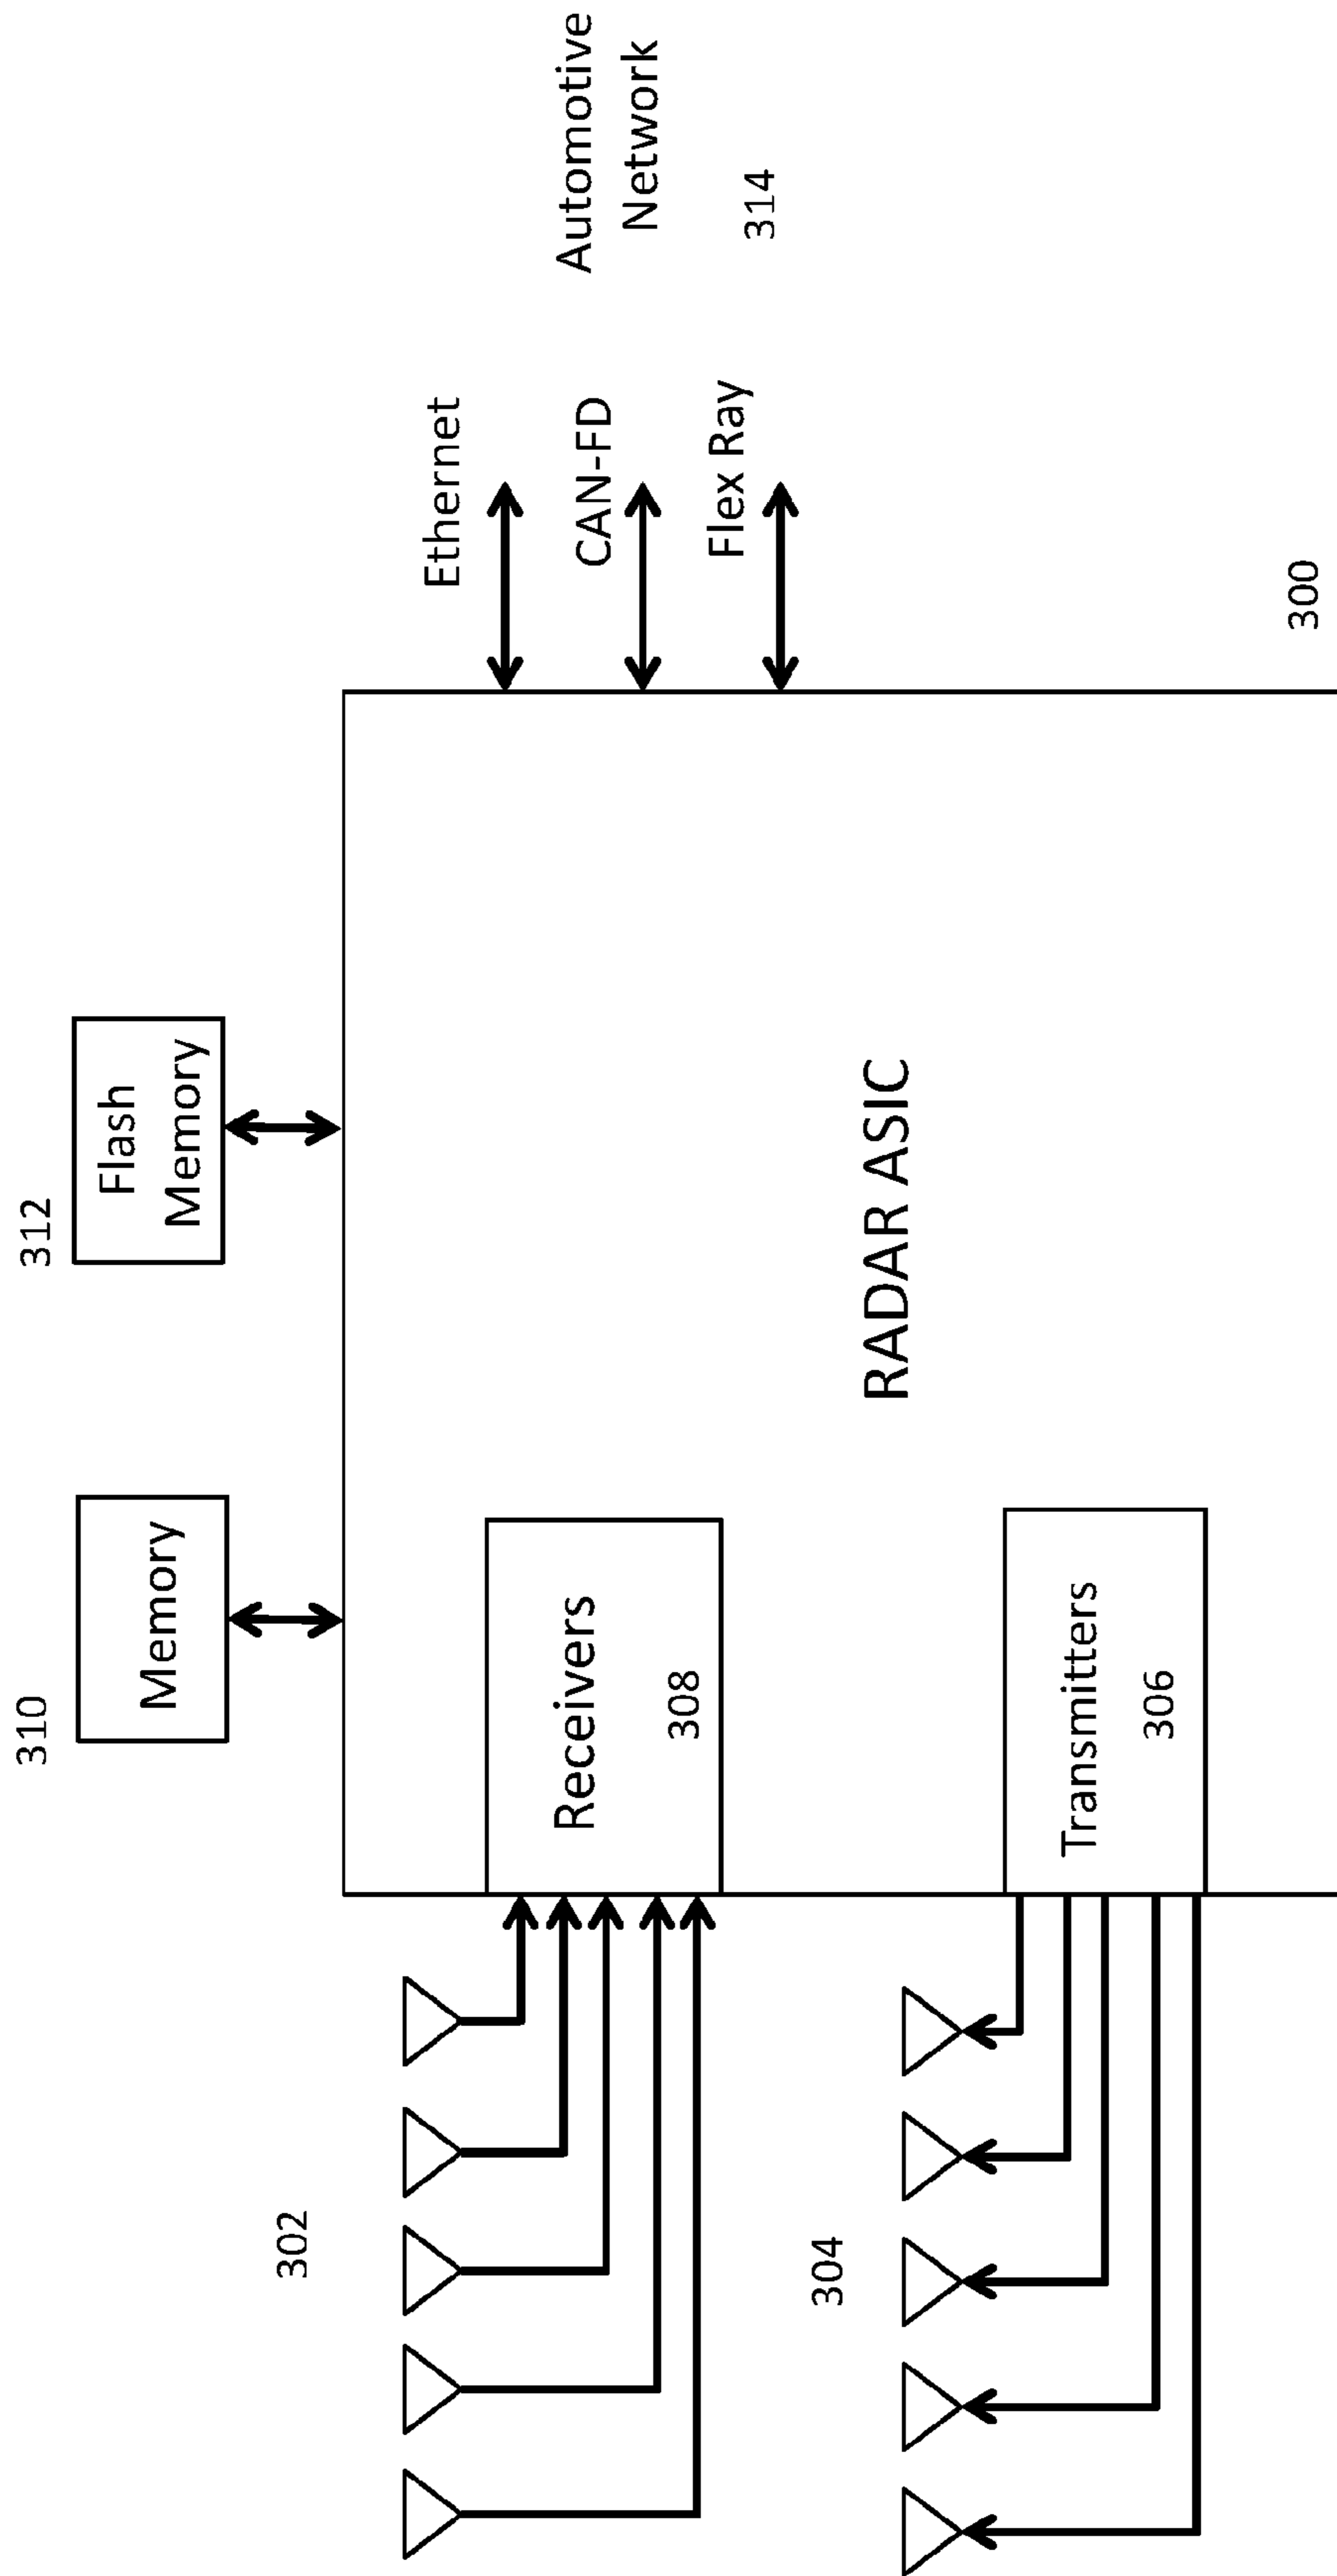 310
Memory
312
Flash
Memory
302
Receivers
308
304
Transmitters
306
RADAR ASIC
Ethernet
CAN-FD
Flex Ray
Automotive
Network
314
300